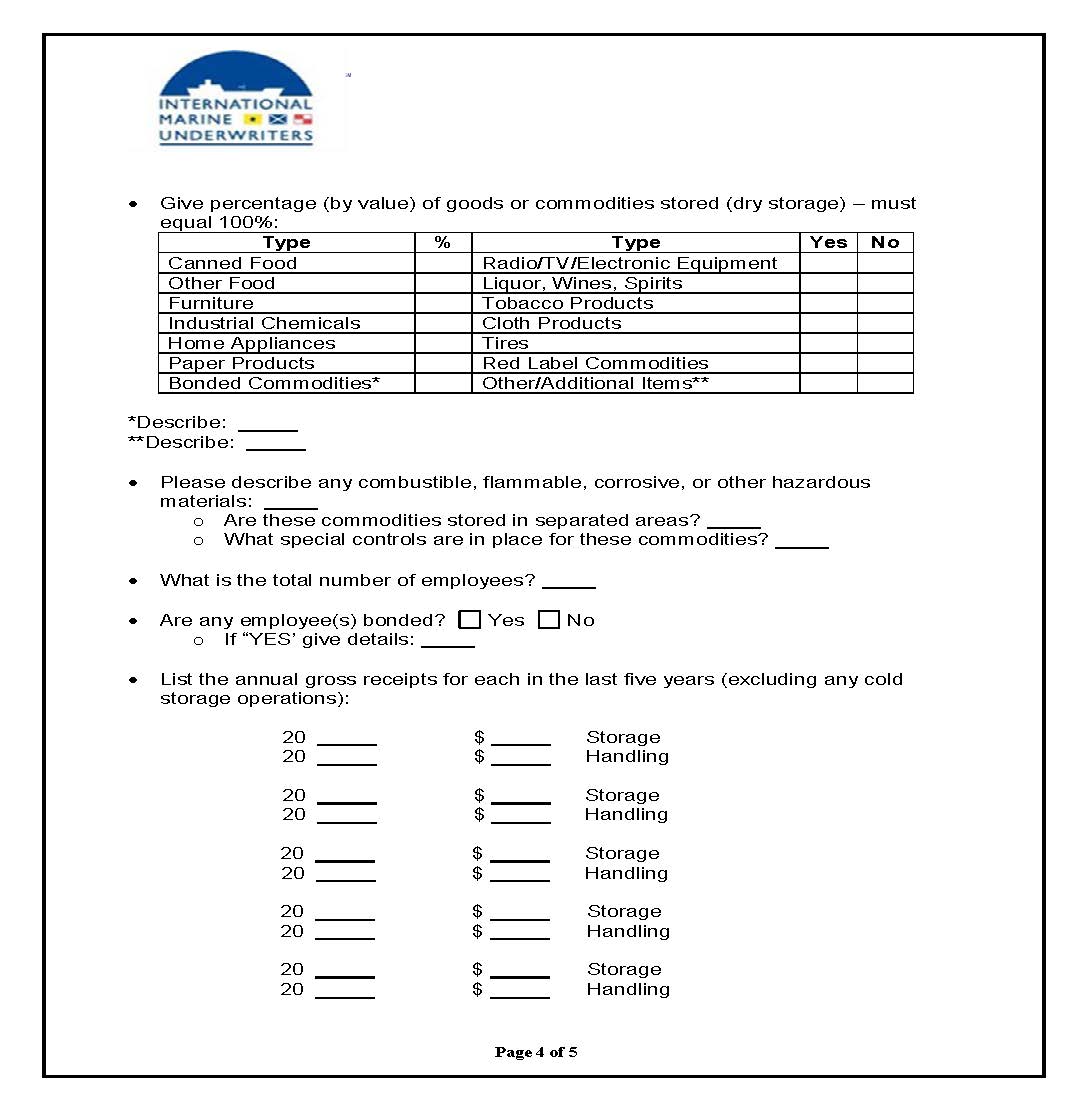 INTERNATIONAL
MARINE
UNDERWRITERS
SM
• Give percentage (by value) of goods or commodities stored (dry storage) – must
equal 100%:
Type % Type Yes No
Canned Food Radio/TV/Electronic Equipment
Other Food Liquor, Wines, Spirits
Furniture Tobacco Products
Industrial Chemicals Cloth Products
Home Appliances Tires
Paper Products Red Label Commodities
Bonded Commodities* Other/Additional Items**
*Describe: _____
**Describe: _____
• Please describe any combustible, flammable, corrosive, or other hazardous
materials: _____
o Are these commodities stored in separated areas? _____
o What special controls are in place for these commodities? _____
• What is the total number of employees? _____
• Are any employee(s) bonded? ☐ Yes ☐ No
o If “YES’ give details: _____
• List the annual gross receipts for each in the last five years (excluding any cold
storage operations):
20 _____ $ _____ Storage
20 _____ $ _____ Handling
20 _____ $ _____ Storage
20 _____ $ _____ Handling
20 _____ $ _____ Storage
20 _____ $ _____ Handling
20 _____ $ _____ Storage
20 _____ $ _____ Handling
20 _____ $ _____ Storage
20 _____ $ _____ Handling
Page 4 of 5